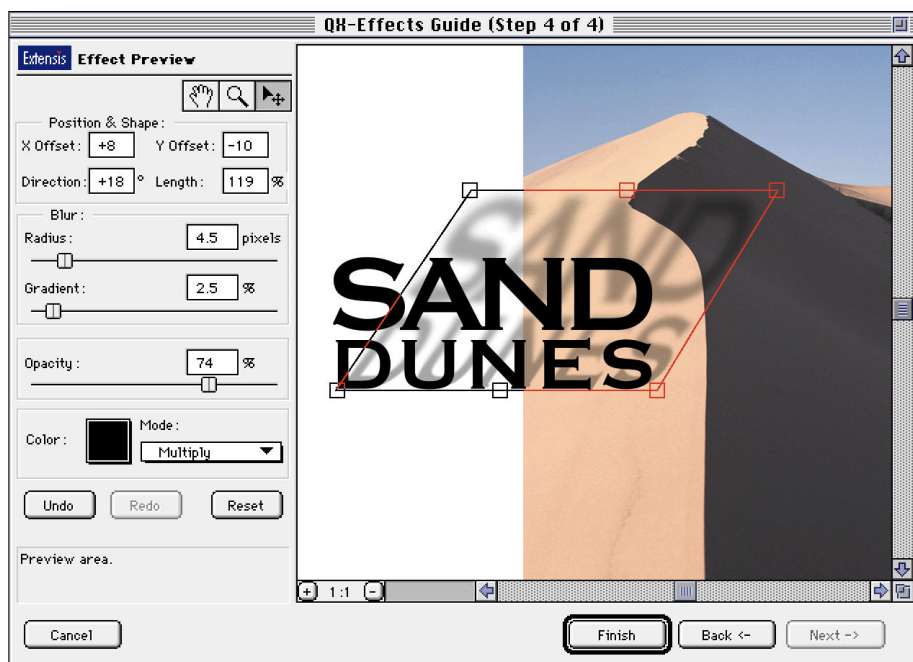 QX-Effects Guide (Step 4 of 4)
Extensis Effect Preview
Position & Shape:
X Offset: +8 Y Offset: -10
Direction: +18 ° Length: 119 %
Blur:
Radius: 4.5 pixels
Gradient: 2.5 %
Opacity: 74 %
Color:
Mode:
Multiply
Undo Redo Reset
Preview area.
SAND
DUNES
SAND
DUNES
+ 1:1 -
Cancel Finish Back <- Next ->